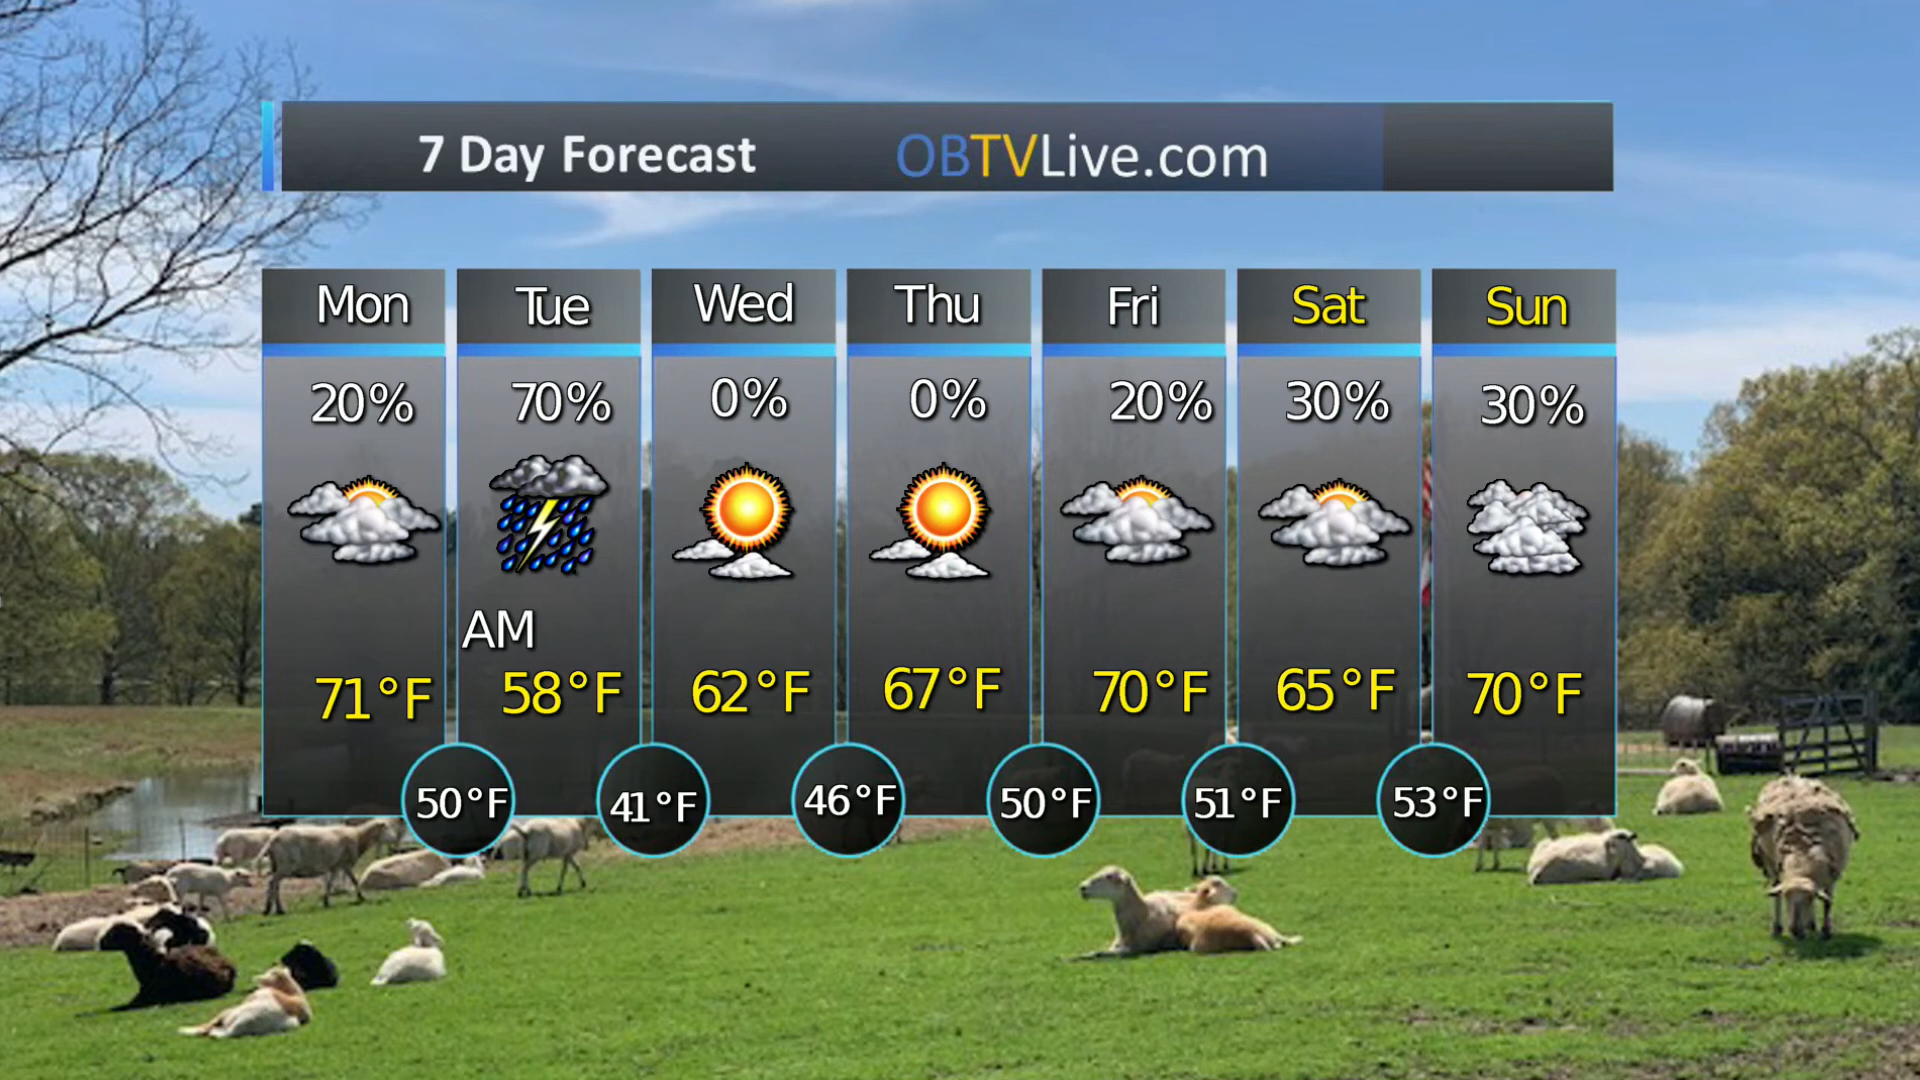 7 Day Forecast OBTVLive.com
Mon Tue Wed Thu Fri Sat Sun
20% 70% 0% 0% 20% 30% 30%
AM
71°F 58°F 62°F 67°F 70°F 65°F 70°F
50°F 41°F 46°F 50°F 51°F 53°F